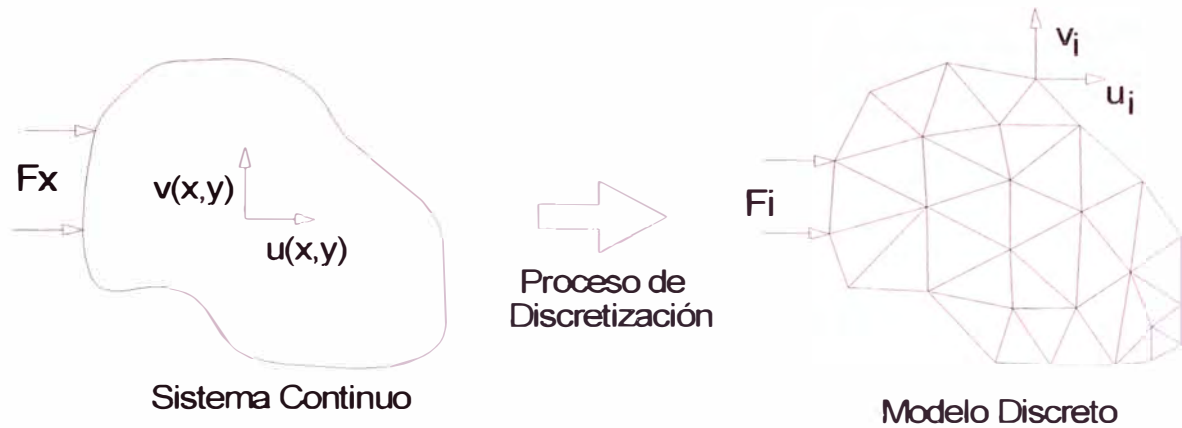 Fx
v(x,y)
u(x,y)
Sistema Continuo
Proceso de
Discretización
vi
ui
Fi
Modelo Discreto